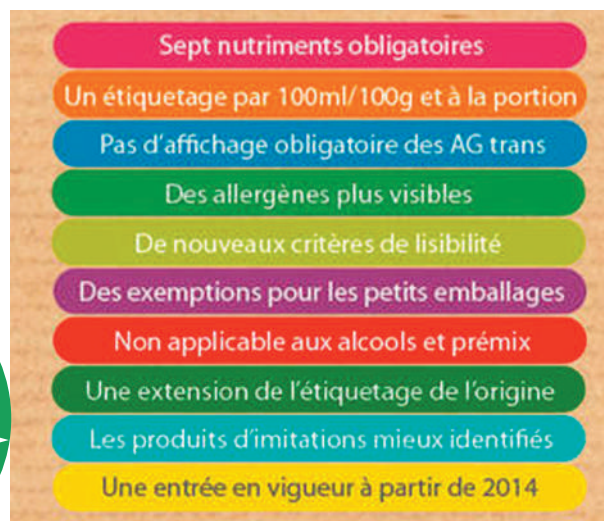 Sept nutriments obligatoires
Un étiquetage par 100ml/100g et à la portion
Pas d'affichage obligatoire des AG trans
Des allergènes plus visibles
De nouveaux critères de lisibilité
Des exemptions pour les petits emballages
Non applicable aux alcools et prémix
Une extension de l'étiquetage de l'origine
Les produits d'imitations mieux identifiés
Une entrée en vigueur à partir de 2014